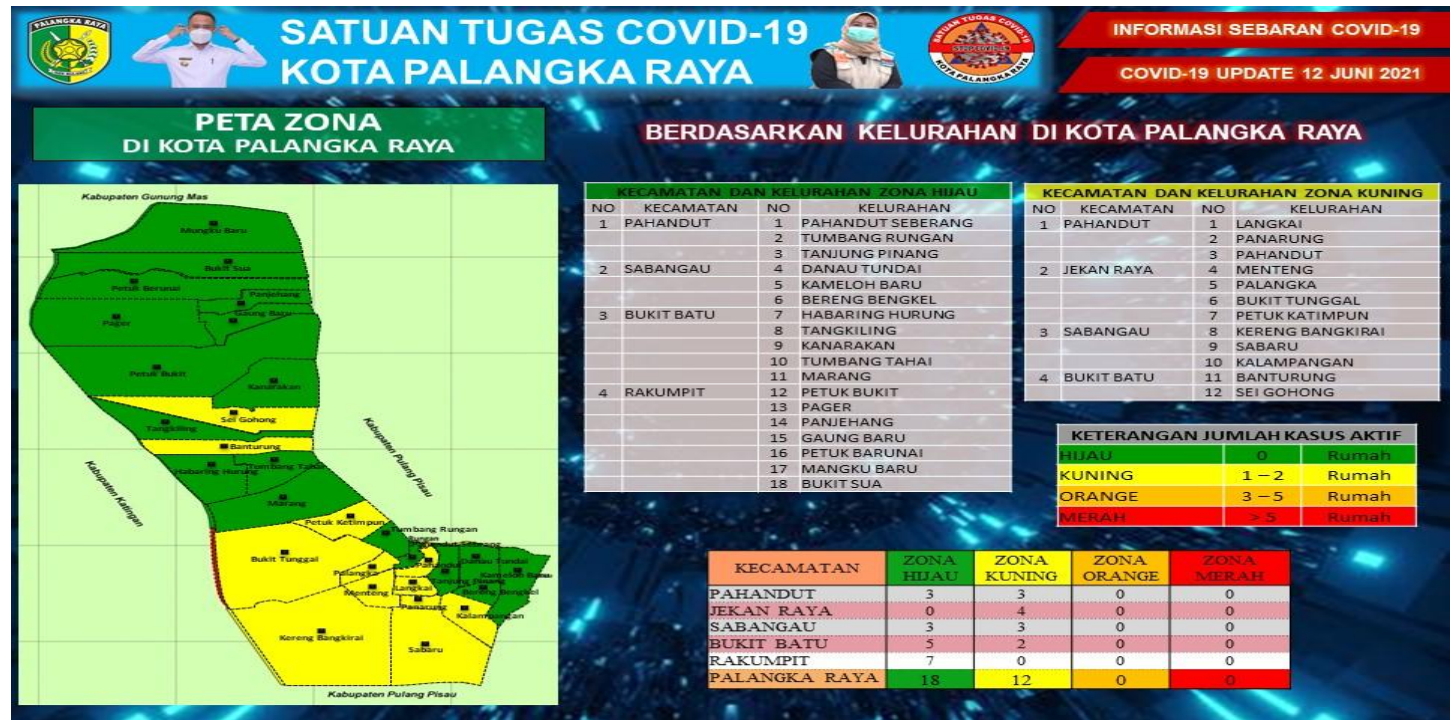 PALANGKA RAYA
SATUAN TUGAS COVID-19
KOTA PALANGKA RAYA
SATUAN TUGAS COVID-19
KOTA PALANGKA RAYA
INFORMASI SEBARAN COVID-19
COVID-19 UPDATE 12 JUNI 2021
PETA ZONA
DI KOTA PALANGKA RAYA
BERDASARKAN KELURAHAN DI KOTA PALANGKA RAYA
Kabupaten Gunung Mas
Mungku Baru
Bukit Sua
Petuk Berunai
Panjehang
Gaung Baru
Pager
Petuk Bukit
Kanarakan
Sei Gohong
Tangkiling
Banturung
Habaring Hurung
Tumbang Tahai
Marang
Kabupaten Pulang Pisau
Kabupaten Katingan
Petuk Ketimpun
Tumbang Rungan
Bukit Tunggal
Pahandut
Danau Tundai
Palangka
Tanjung Pinang
Kameloh Baru
Menteng
Langkai
Bereng Bengkel
Panarung
Kalampangan
Kereng Bangkirai
Sabaru
Kabupaten Pulang Pisau
KECAMATAN DAN KELURAHAN ZONA HIJAU
NO KECAMATAN NO KELURAHAN
1 PAHANDUT 1 PAHANDUT SEBERANG
2 TUMBANG RUNGAN
3 TANJUNG PINANG
2 SABANGAU 4 DANAU TUNDAI
5 KAMELOH BARU
6 BERENG BENGKEL
3 BUKIT BATU 7 HABARING HURUNG
8 TANGKILING
9 KANARAKAN
10 TUMBANG TAHAI
11 MARANG
4 RAKUMPIT 12 PETUK BUKIT
13 PAGER
14 PANJEHANG
15 GAUNG BARU
16 PETUK BARUNAI
17 MANGKU BARU
18 BUKIT SUA
KECAMATAN DAN KELURAHAN ZONA KUNING
NO KECAMATAN NO KELURAHAN
1 PAHANDUT 1 LANGKAI
2 PANARUNG
3 PAHANDUT
2 JEKAN RAYA 4 MENTENG
5 PALANGKA
6 BUKIT TUNGGAL
7 PETUK KATIMPUN
3 SABANGAU 8 KERENG BANGKIRAI
9 SABARU
10 KALAMPANGAN
4 BUKIT BATU 11 BANTURUNG
12 SEI GOHONG
KETERANGAN JUMLAH KASUS AKTIF
HIJAU 0 Rumah
KUNING 1 – 2 Rumah
ORANGE 3 – 5 Rumah
MERAH > 5 Rumah
KECAMATAN ZONA HIJAU ZONA KUNING ZONA ORANGE ZONA MERAH
PAHANDUT 3 3 0 0
JEKAN RAYA 0 4 0 0
SABANGAU 3 3 0 0
BUKIT BATU 5 2 0 0
RAKUMPIT 7 0 0 0
PALANGKA RAYA 18 12 0 0